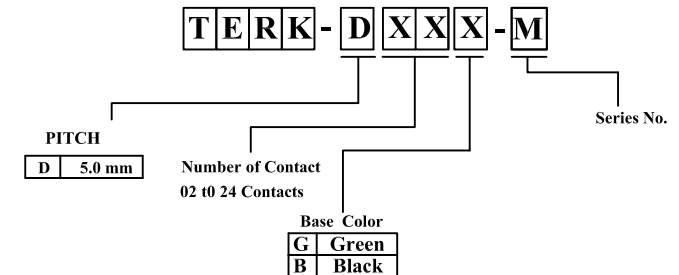 TERK-DXXX-M
Series No.
PITCH
D 5.0 mm
Number of Contact
02 t0 24 Contacts
Base Color
G Green
B Black